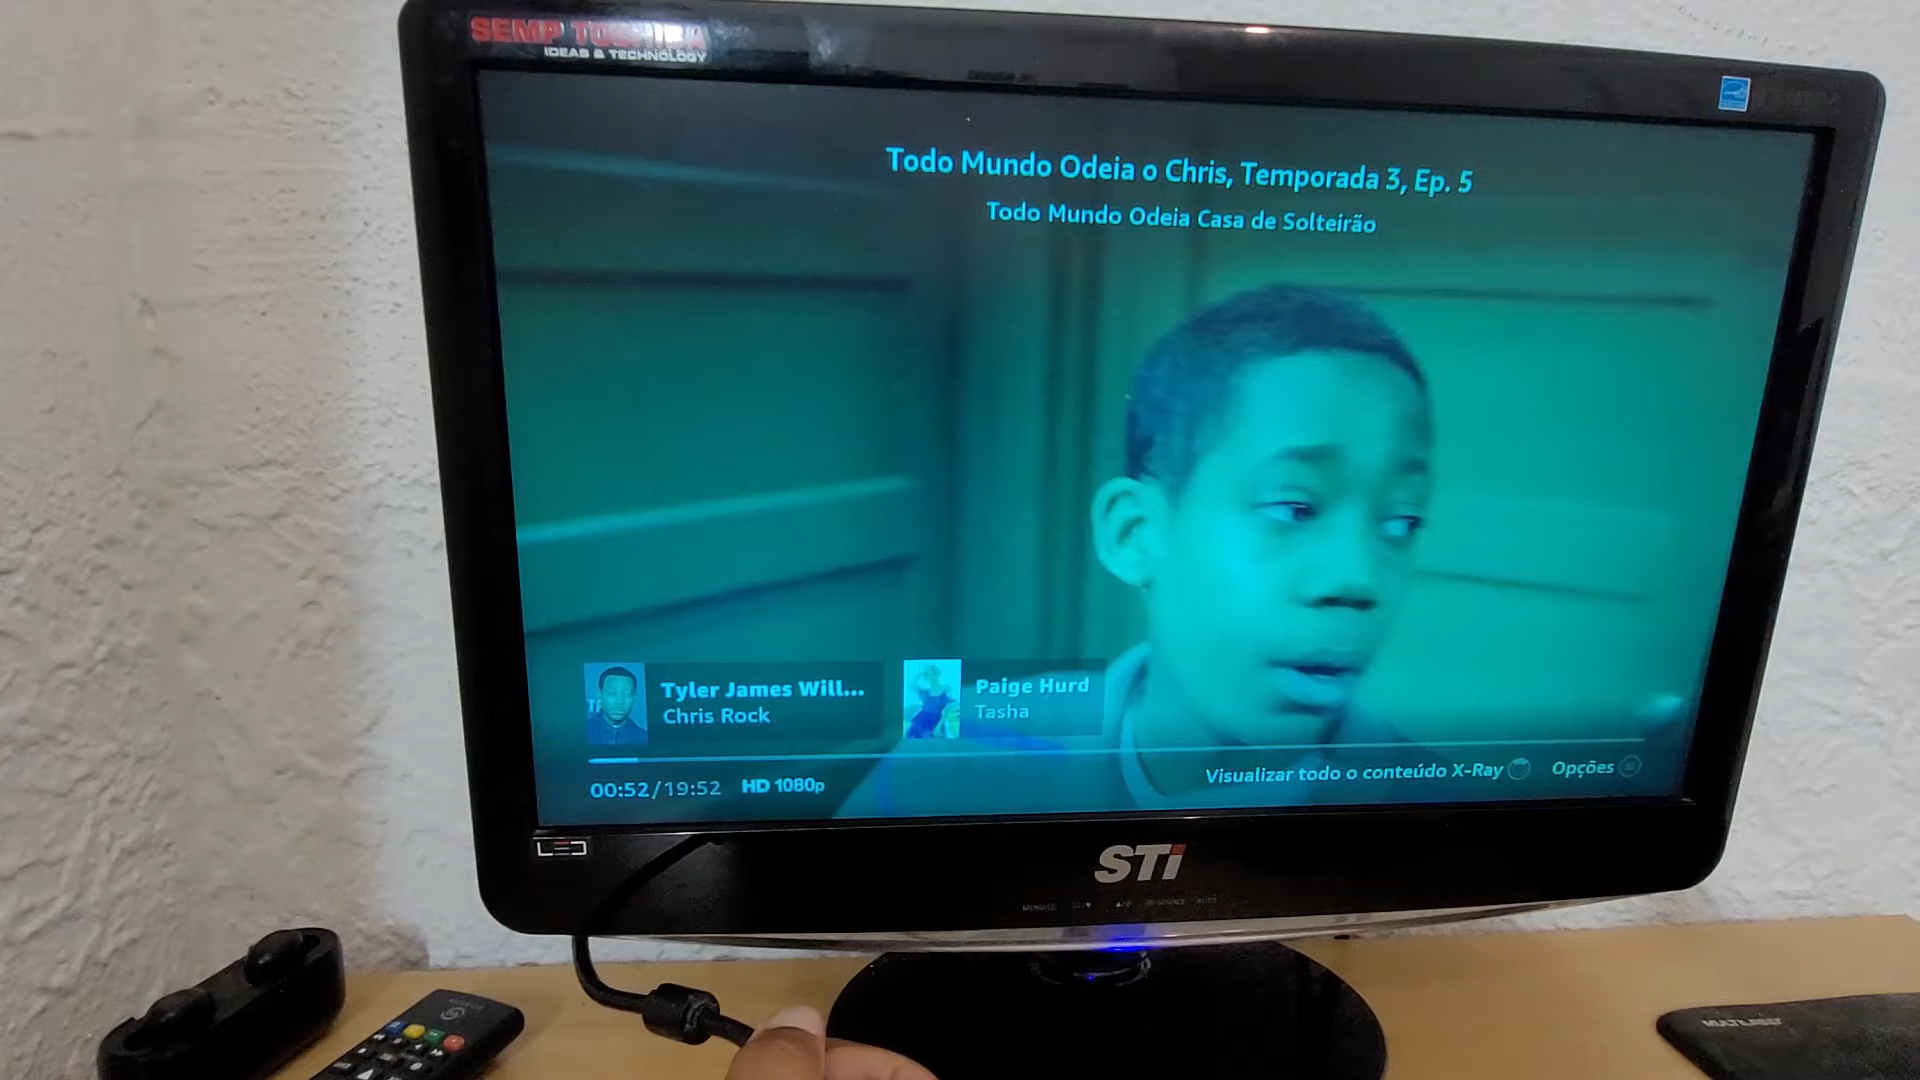 SEMP TOSHIBA
IDEAS & TECHNOLOGY
Todo Mundo Odeia o Chris, Temporada 3, Ep. 5
Todo Mundo Odeia Casa de Solteirão
Tyler James Will...
Chris Rock
Paige Hurd
Tasha
00:52/19:52 HD 1080p
Visualizar todo o conteúdo X-Ray
Opções
LED
STi